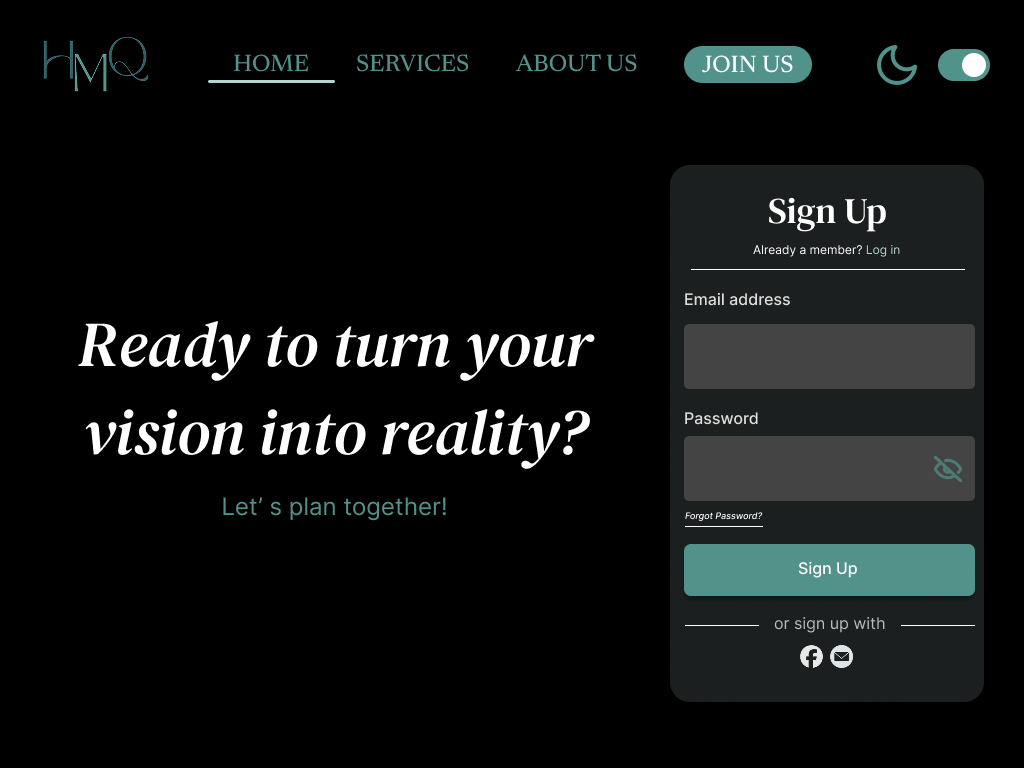 HMQ
HOME SERVICES ABOUT US JOIN US
Sign Up
Already a member? Log in
Email address
Ready to turn your
vision into reality?
Let’ s plan together!
Password
Forgot Password?
Sign Up
or sign up with